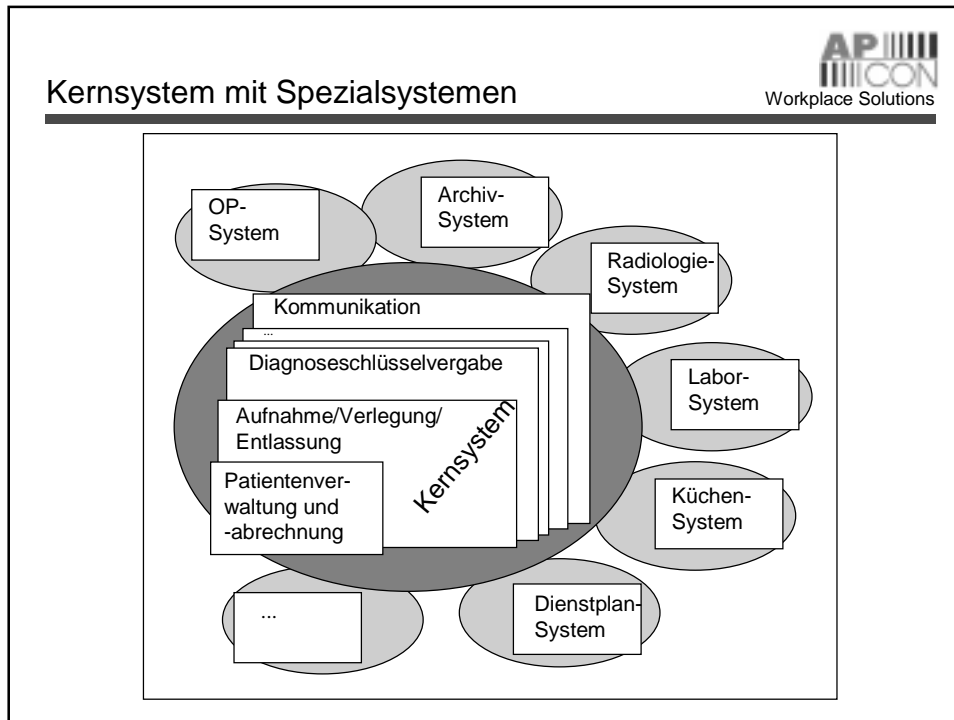 Kernsystem mit Spezialsystemen
AP
CON
Workplace Solutions
OP-
System
Archiv-
System
Radiologie-
System
Labor-
System
Küchen-
System
Dienstplan-
System
...
Kommunikation
...
Diagnoseschlüsselvergabe
Aufnahme/Verlegung/
Entlassung
Patientenver-
waltung und
-abrechnung
Kernsystem